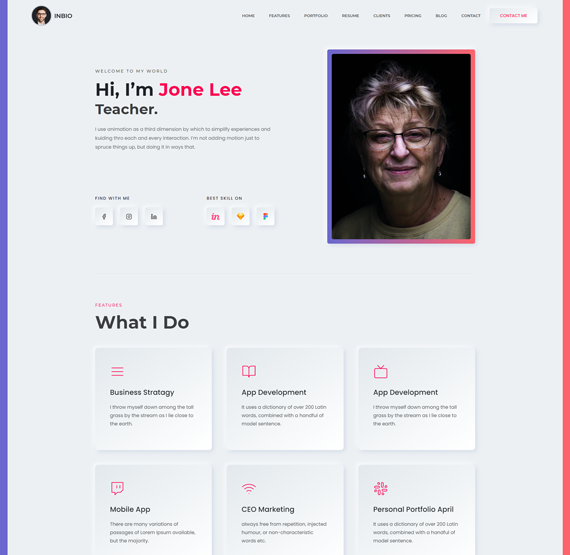 INBIO
HOME FEATURES PORTFOLIO RESUME CLIENTS PRICING BLOG CONTACT CONTACT ME
WELCOME TO MY WORLD
Hi, I'm Jone Lee
Teacher.
I use animation as a third dimension by which to simplify experiences and
kuiding thro each and every interaction. I'm not adding motion just to
spruce things up, but doing it in ways that.
FIND WITH ME
BEST SKILL ON
in
FEATURES
What I Do
Business Stratagy
I throw myself down among the tall
grass by the stream as I lie close to
the earth.
App Development
It uses a dictionary of over 200 Latin
words, combined with a handful of
model sentence.
App Development
I throw myself down among the tall
grass by the stream as I lie close to
the earth.
Mobile App
There are many variations of
passages of Lorem Ipsum available,
but the majority.
CEO Marketing
always free from repetition, injected
humour, or non-characteristic
words etc.
Personal Portfolio April
It uses a dictionary of over 200 Latin
words, combined with a handful of
model sentence.